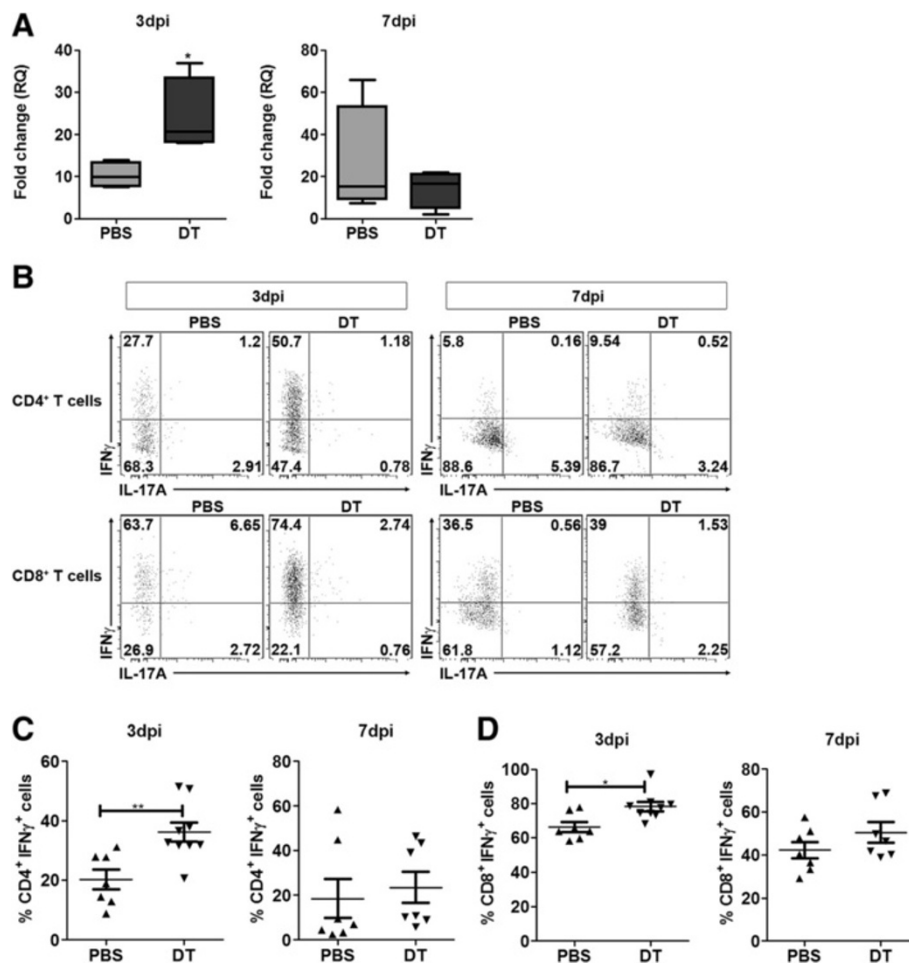 A
3dpi
7dpi
Fold change (RQ)
40
30
20
10
0
*
PBS
DT
Fold change (RQ)
80
60
40
20
0
PBS
DT
B
3dpi
7dpi
PBS
DT
PBS
DT
CD4+ T cells
IFNγ
27.7
1.2
50.7
1.18
68.3
2.91
47.4
0.78
IL-17A
IFNγ
5.8
0.16
9.54
0.52
88.6
5.39
86.7
3.24
IL-17A
PBS
DT
PBS
DT
CD8+ T cells
IFNγ
63.7
6.65
74.4
2.74
26.9
2.72
22.1
0.76
IL-17A
IFNγ
36.5
0.56
39
1.53
61.8
1.12
57.2
2.25
IL-17A
C
3dpi
7dpi
% CD4+ IFNγ+ cells
60
40
20
0
**
PBS
DT
% CD4+ IFNγ+ cells
80
60
40
20
0
PBS
DT
D
3dpi
7dpi
% CD8+ IFNγ+ cells
100
80
60
40
20
0
*
PBS
DT
% CD8+ IFNγ+ cells
80
60
40
20
0
PBS
DT